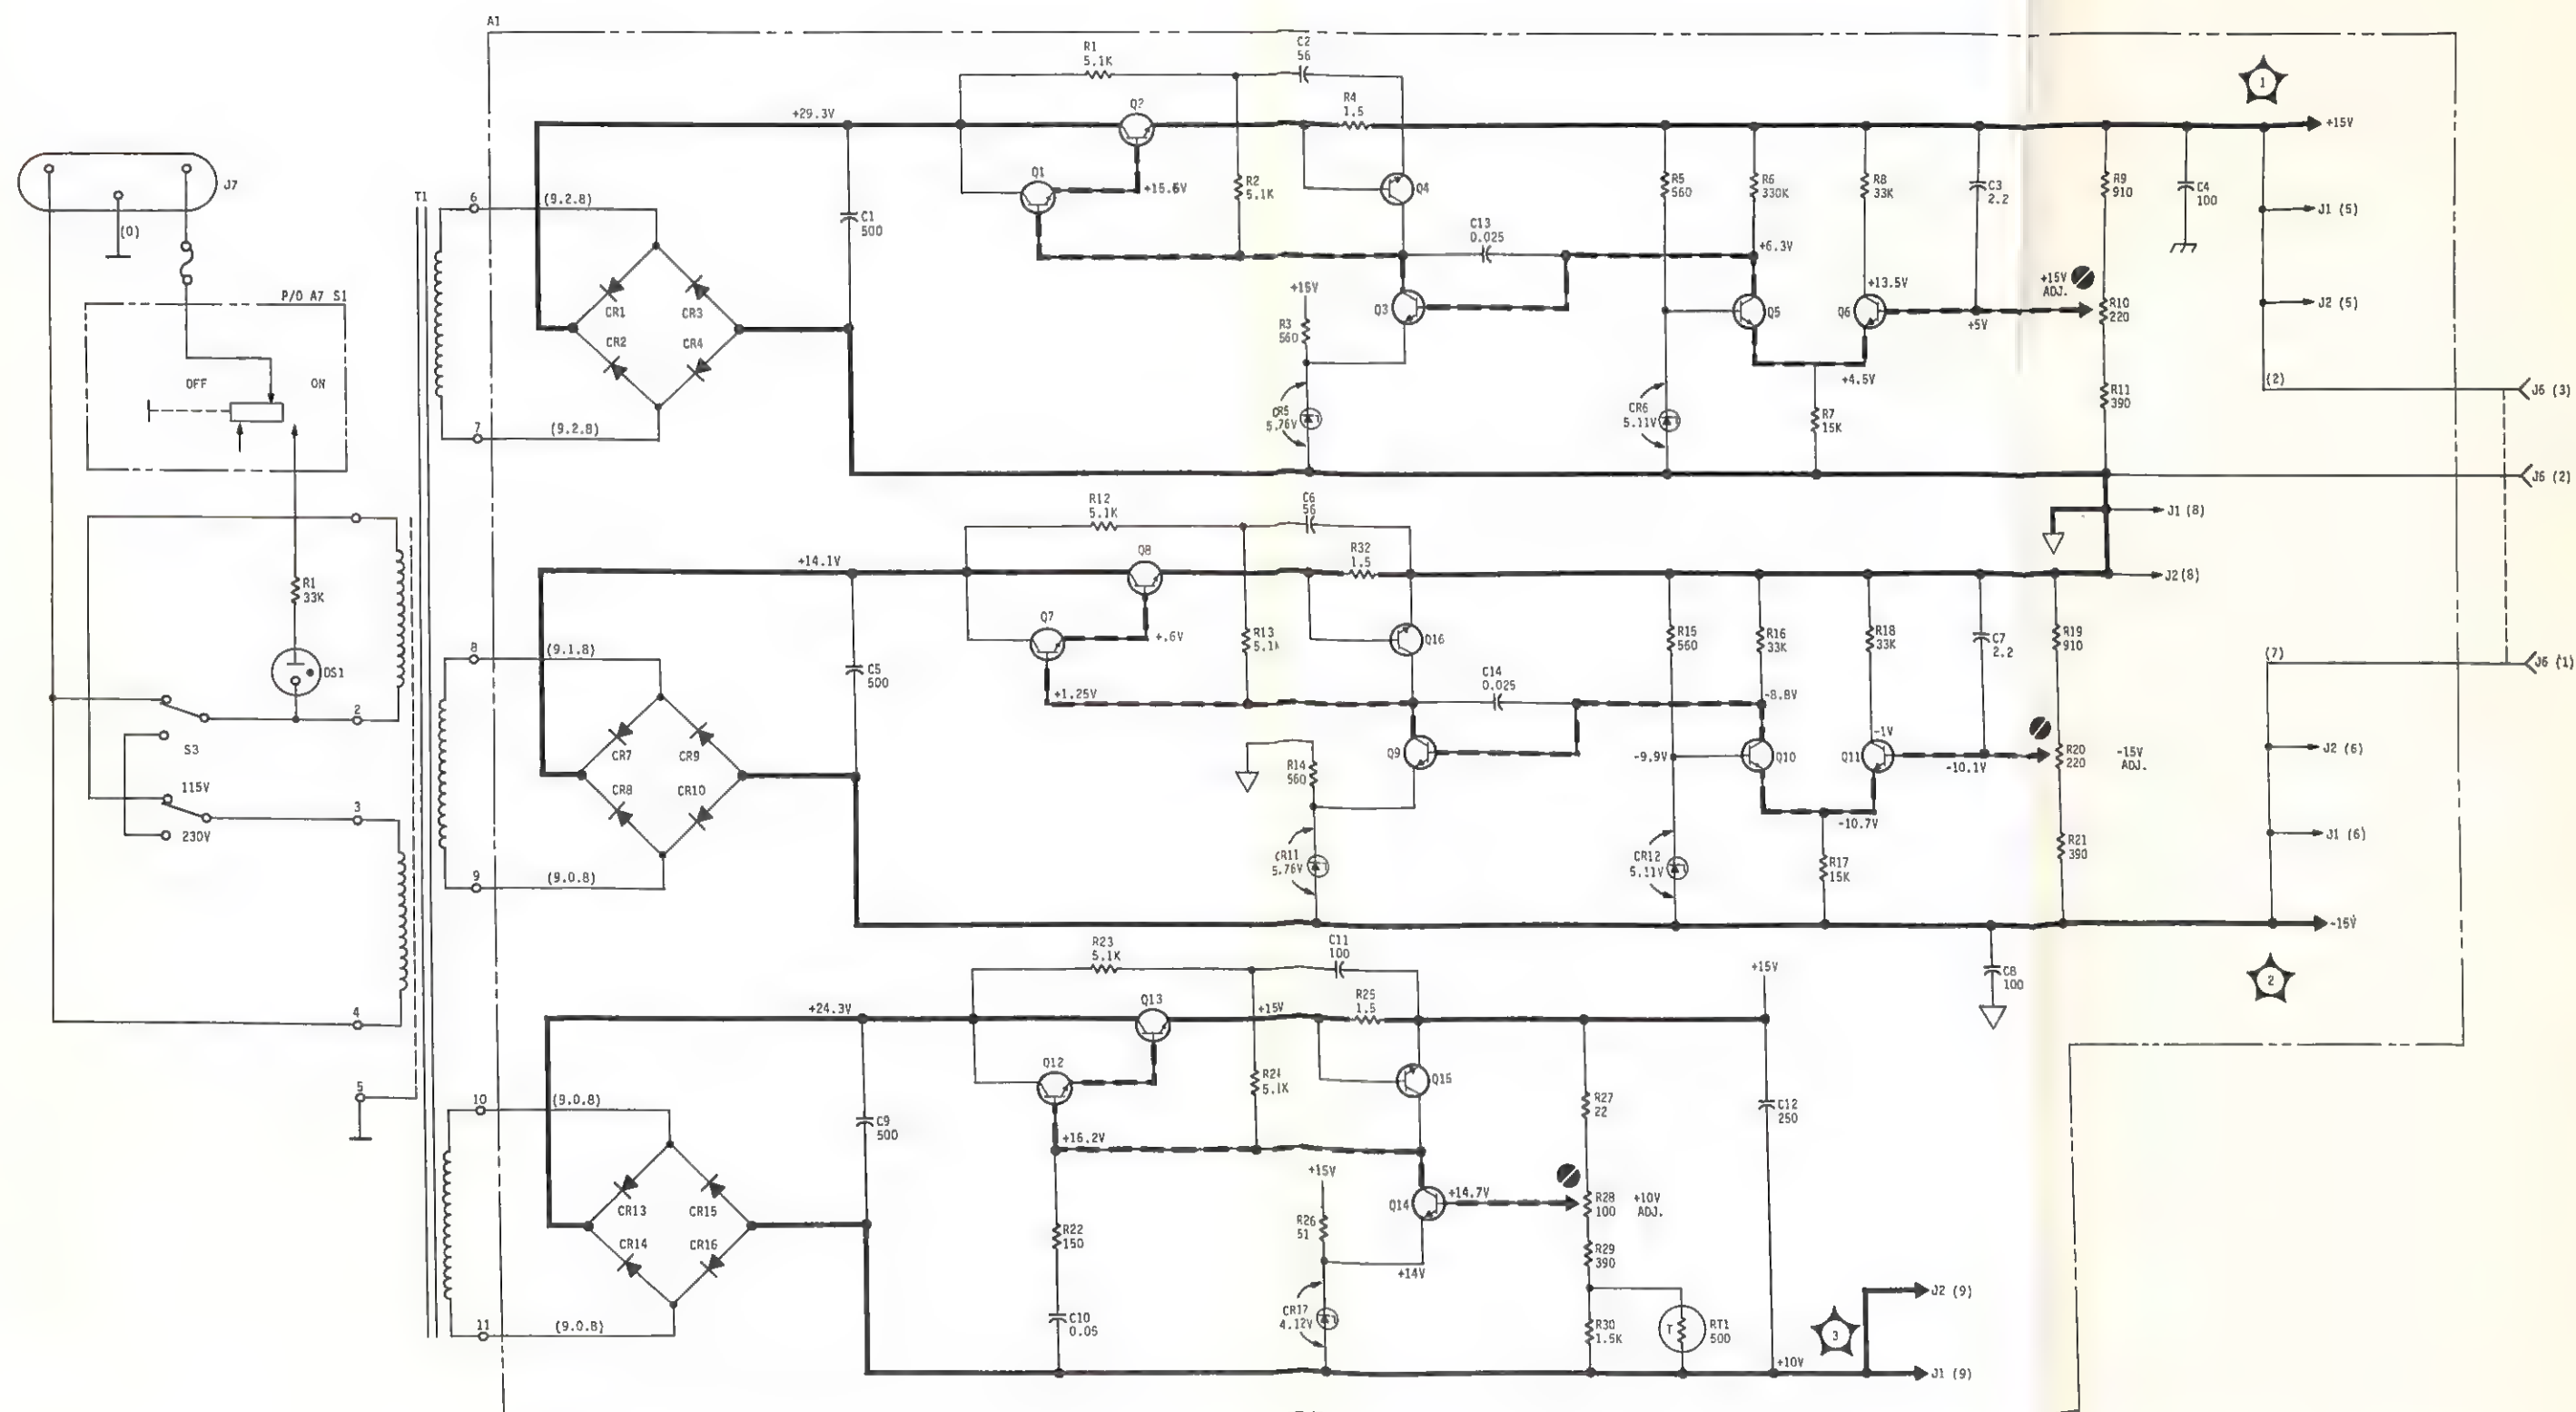 A1
J7
(0)
P/O A7 S1
OFF
ON
R1
33K
DS1
2
S3
115V
230V
3
4
5
T1
6
(9.2.8)
7
(9.2.8)
CR1
CR3
CR2
CR4
+29.3V
C1
500
R1
5.1K
C2
56
Q2
R4
1.5
Q1
+15.6V
R2
5.1K
Q4
C13
0.025
+15V
R3
560
Q3
CR5
5.76V
R5
560
R6
330K
R8
33K
C3
2.2
R9
910
C4
100
+6.3V
+13.5V
Q5
Q6
+5V
+4.5V
CR6
5.11V
R7
15K
+15V
ADJ.
R10
220
R11
390
1
+15V
J1 (5)
J2 (5)
(2)
J6 (3)
J6 (2)
J1 (8)
J2 (8)
8
(9.1.8)
9
(9.0.8)
CR7
CR9
CR8
CR10
+14.1V
C5
500
R12
5.1K
C6
56
Q8
R32
1.5
Q7
+.6V
R13
5.1K
Q16
+1.25V
C14
0.025
R14
560
Q9
CR11
5.76V
R15
560
R16
33K
R18
33K
C7
2.2
R19
910
-8.8V
-9.9V
-1V
Q10
Q11
-10.1V
-10.7V
R20
220
-15V
ADJ.
CR12
5.11V
R17
15K
R21
390
(7)
J6 (1)
J2 (6)
J1 (6)
-15V
2
C8
100
10
(9.0.8)
11
(9.0.8)
CR13
CR15
CR14
CR16
+24.3V
C9
500
R23
5.1K
C11
100
Q13
+15V
R25
1.5
+15V
Q12
5.1K
Q15
+16.2V
R27
22
C12
250
+15V
R26
51
Q14
+14.7V
R28
100
+10V
ADJ.
R22
150
C10
0.05
+14V
CR17
4.12V
R29
390
R30
1.5K
T
RT1
500
3
+10V
J2 (9)
J1 (9)